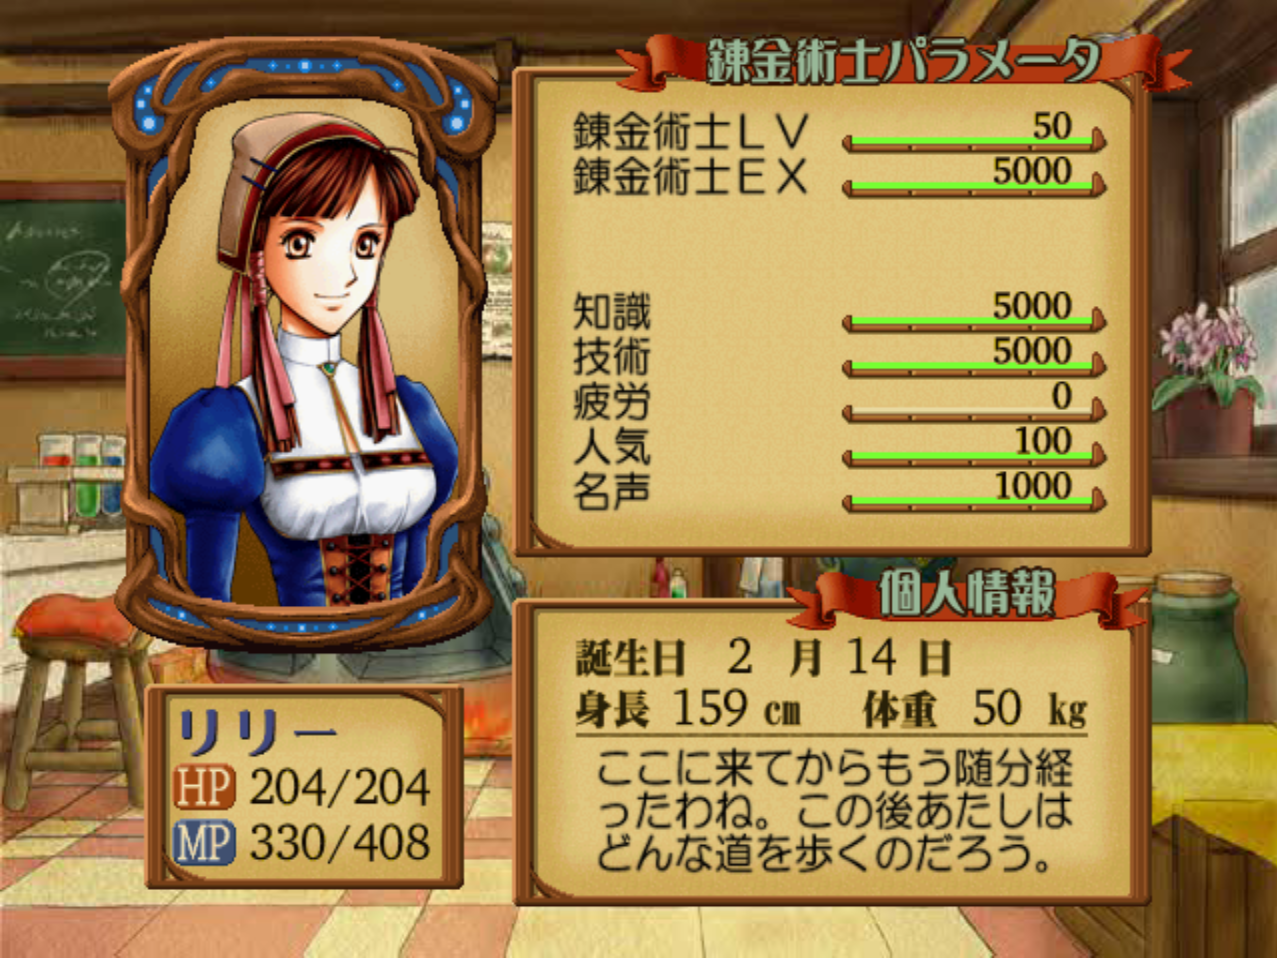 錬金術士パラメータ
錬金術士ＬＶ 50
錬金術士ＥＸ 5000
知識 5000
技術 5000
疲労 0
人気 100
名声 1000
リリー
HP 204/204
MP 330/408
個人情報
誕生日 2 月 14 日
身長 159 cm 体重 50 kg
ここに来てからもう随分経
ったわね。この後あたしは
どんな道を歩くのだろう。